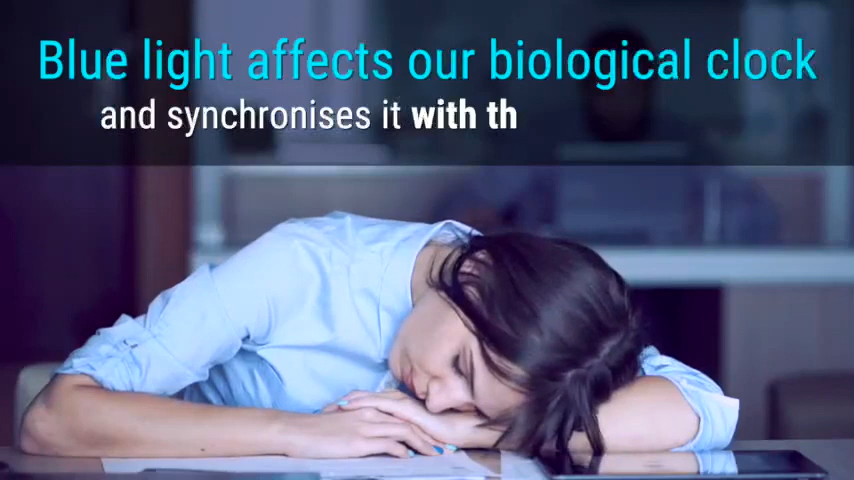 Blue light affects our biological clock
and synchronises it with th